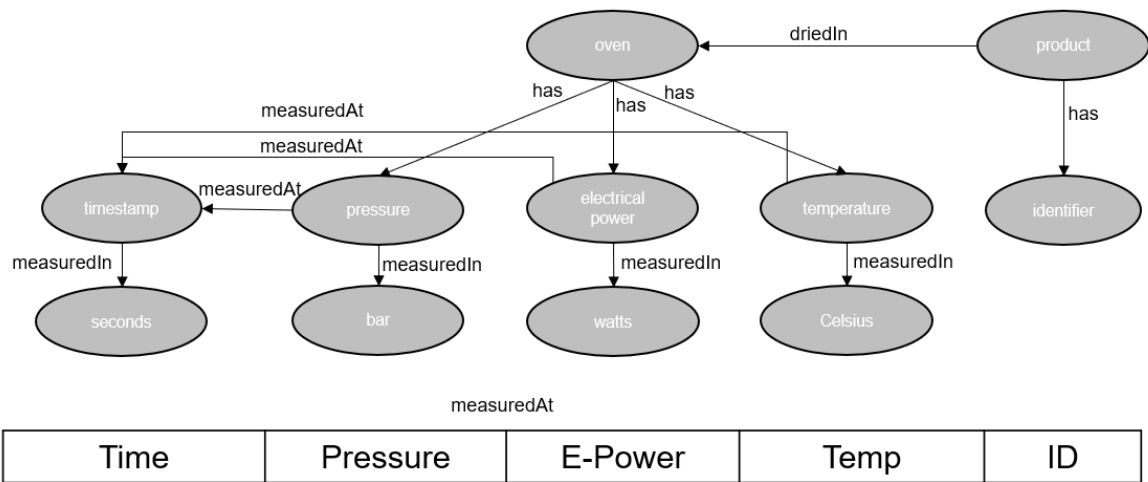 oven
driedIn
product
has
has
has
has
measuredAt
measuredAt
timestamp
measuredAt
pressure
electrical
power
temperature
identifier
measuredIn
measuredIn
measuredIn
measuredIn
seconds
bar
watts
Celsius
measuredAt
Time
Pressure
E-Power
Temp
ID